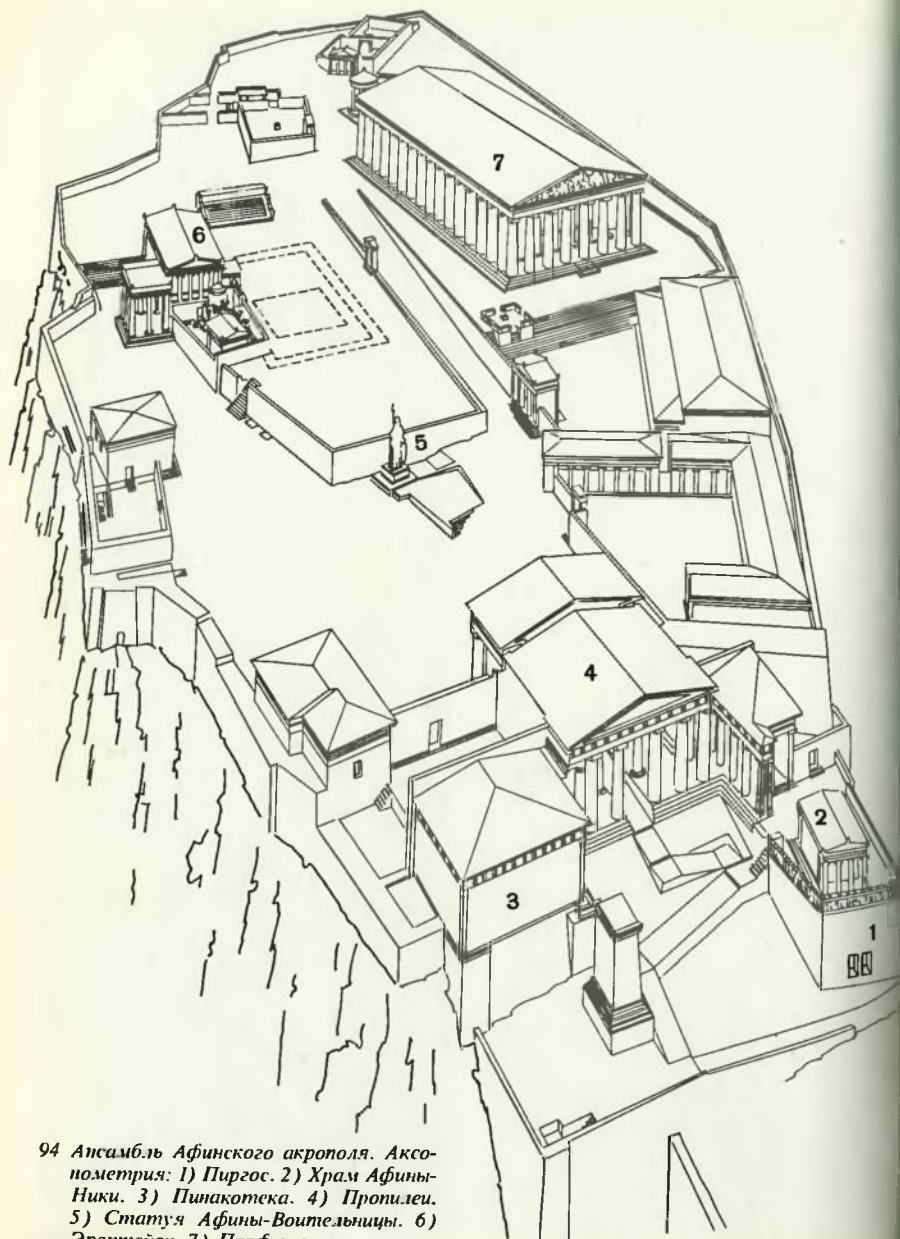 7
6
5
4
2
3
1
94 Ансамбль Афинского акрополя. Аксо-
нометрия: 1) Пиргос. 2) Храм Афины-
Ники. 3) Пинакотека. 4) Пропилеи.
5) Статуя Афины-Воительницы. 6)